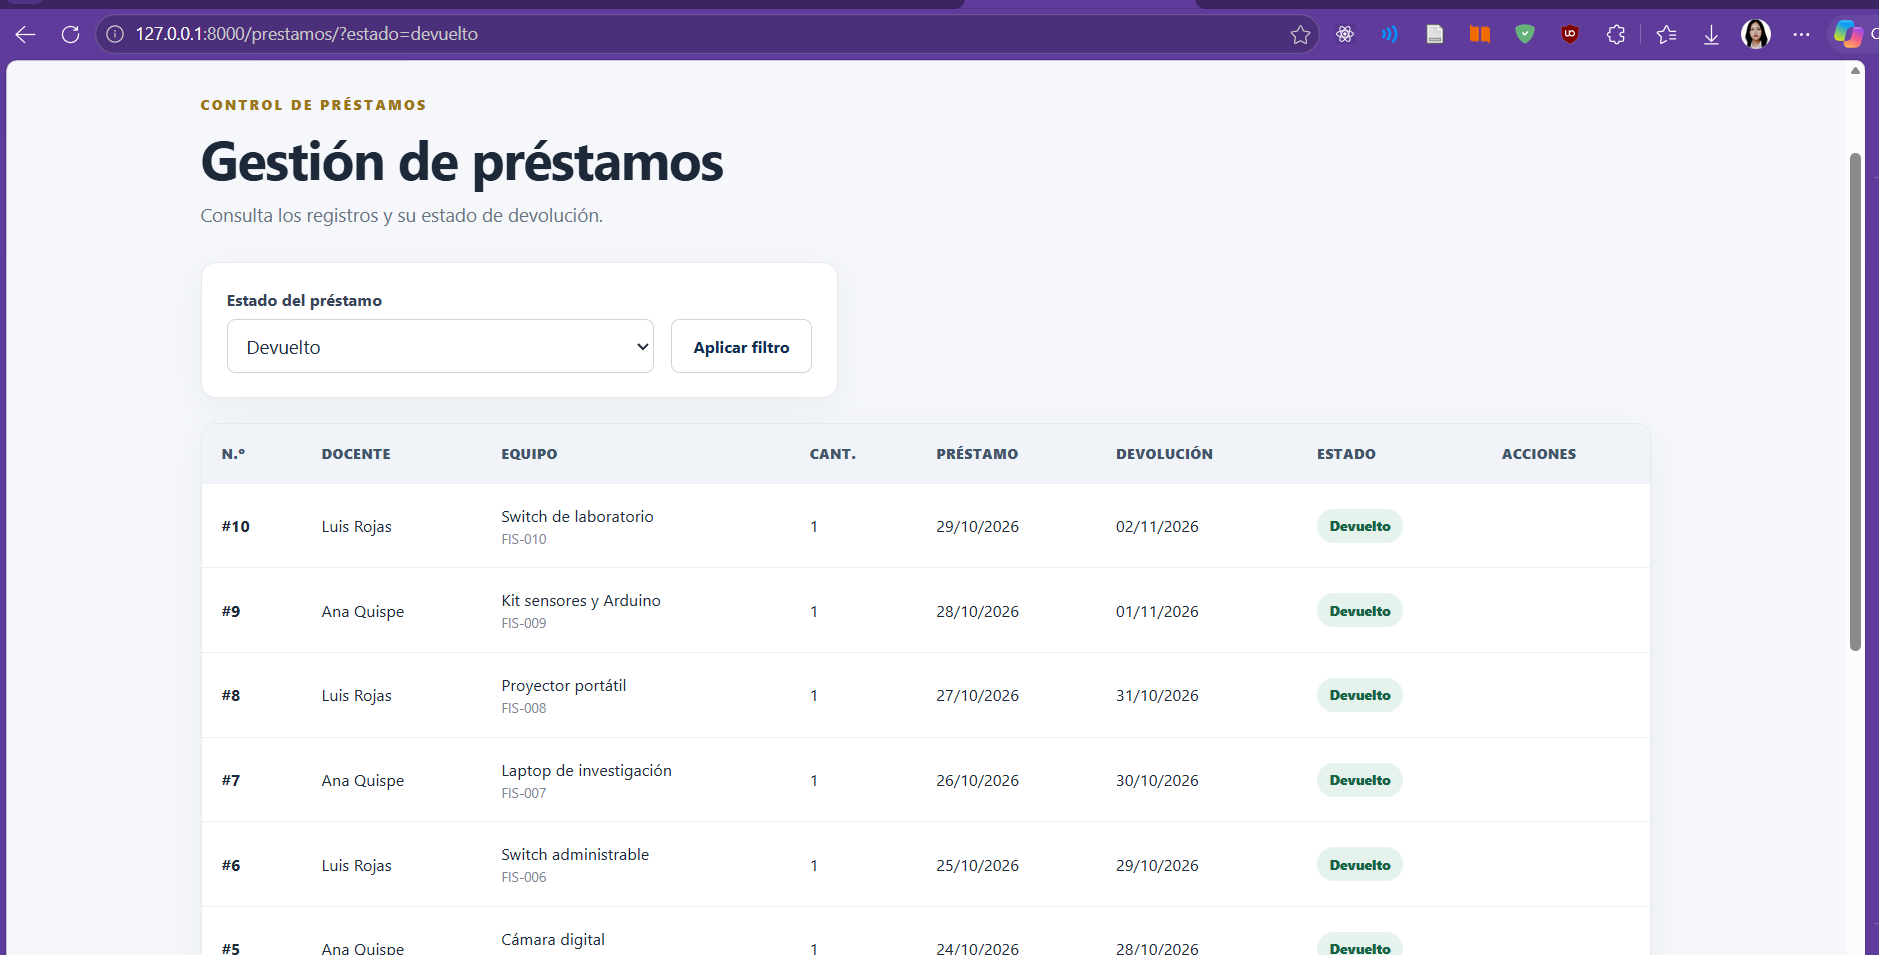 127.0.0.1:8000/prestamos/?estado=devuelto
CONTROL DE PRÉSTAMOS
Gestión de préstamos
Consulta los registros y su estado de devolución.
Estado del préstamo
Devuelto
Aplicar filtro
N.º DOCENTE EQUIPO CANT. PRÉSTAMO DEVOLUCIÓN ESTADO ACCIONES
#10 Luis Rojas Switch de laboratorio 1 29/10/2026 02/11/2026 Devuelto
FIS-010
#9 Ana Quispe Kit sensores y Arduino 1 28/10/2026 01/11/2026 Devuelto
FIS-009
#8 Luis Rojas Proyector portátil 1 27/10/2026 31/10/2026 Devuelto
FIS-008
#7 Ana Quispe Laptop de investigación 1 26/10/2026 30/10/2026 Devuelto
FIS-007
#6 Luis Rojas Switch administrable 1 25/10/2026 29/10/2026 Devuelto
FIS-006
#5 Ana Quispe Cámara digital 1 24/10/2026 28/10/2026 Devuelto